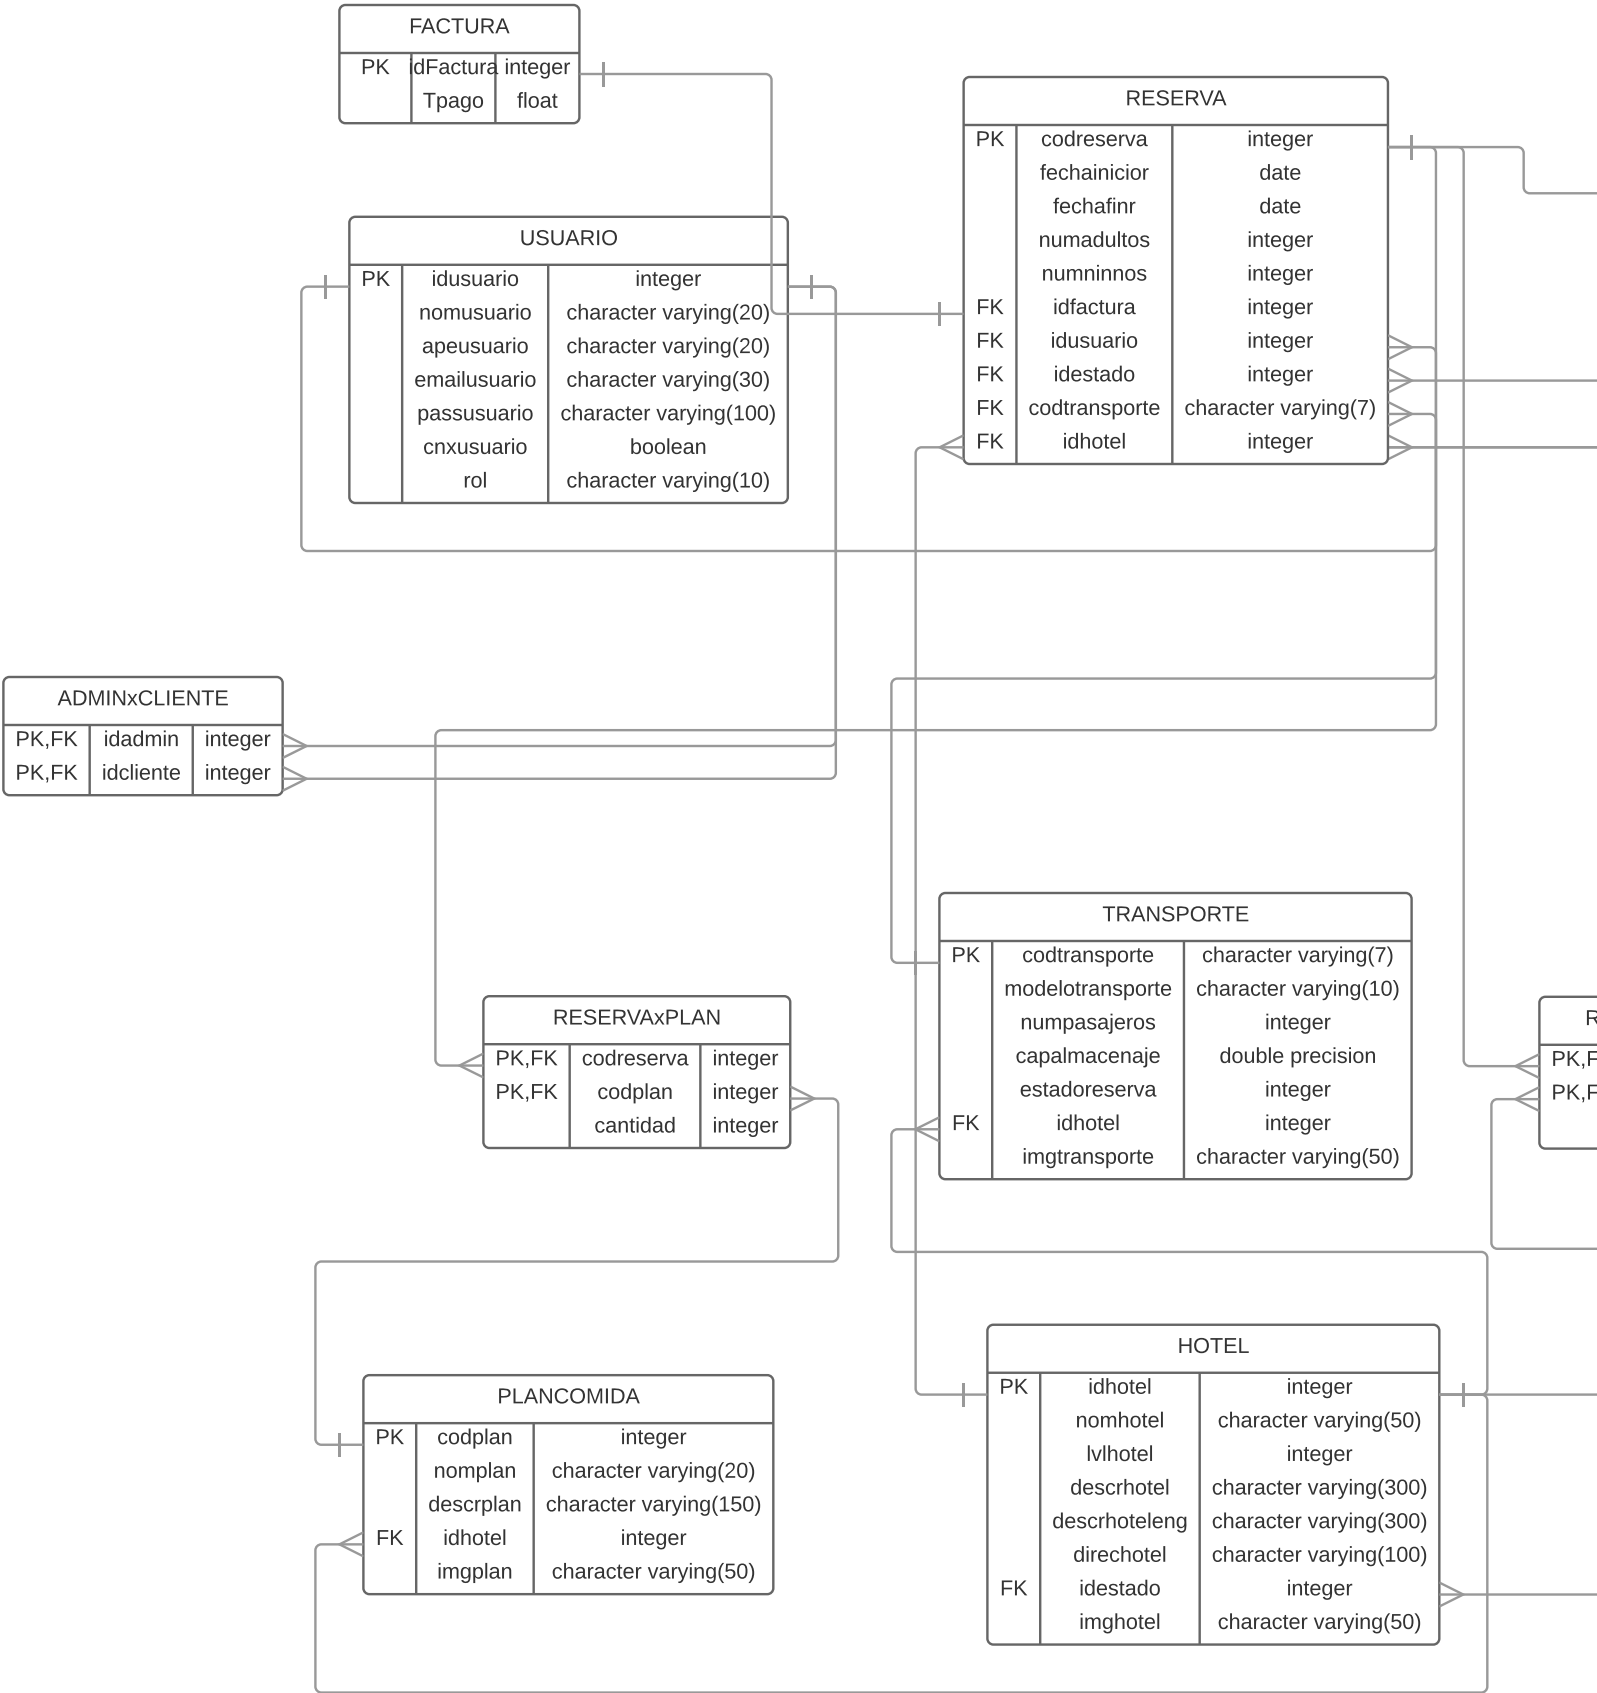 FACTURA
PK idFactura integer
Tpago float
RESERVA
PK codreserva integer
fechainicior date
fechafinr date
numadultos integer
numninnos integer
FK idfactura integer
FK idusuario integer
FK idestado integer
FK codtransporte character varying(7)
FK idhotel integer
USUARIO
PK idusuario integer
nomusuario character varying(20)
apeusuario character varying(20)
emailusuario character varying(30)
passusuario character varying(100)
cnxusuario boolean
rol character varying(10)
ADMINxCLIENTE
PK,FK idadmin integer
PK,FK idcliente integer
TRANSPORTE
PK codtransporte character varying(7)
modelotransporte character varying(10)
numpasajeros integer
capalmacenaje double precision
estadoreserva integer
FK idhotel integer
imgtransporte character varying(50)
RESERVAxPLAN
PK,FK codreserva integer
PK,FK codplan integer
cantidad integer
HOTEL
PK idhotel integer
nomhotel character varying(50)
lvlhotel integer
descrhotel character varying(300)
descrhoteleng character varying(300)
direchotel character varying(100)
FK idestado integer
imghotel character varying(50)
PLANCOMIDA
PK codplan integer
nomplan character varying(20)
descrplan character varying(150)
FK idhotel integer
imgplan character varying(50)